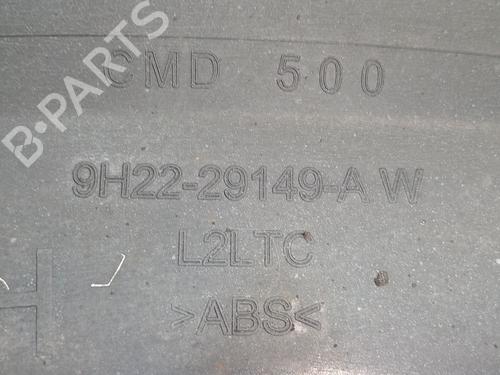 B-PARTS
CMD 500
9H22-29149-A W
L2LTC
>ABS<
H